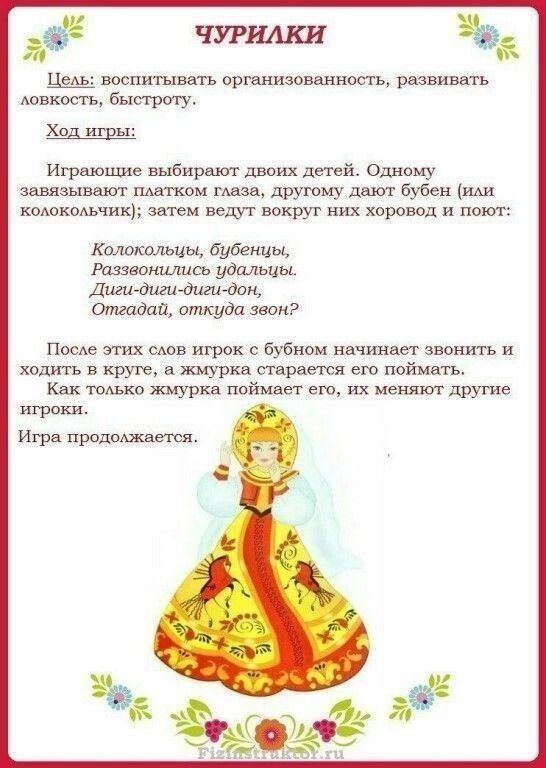 ЧУРИЛКИ
Цель: воспитывать организованность, развивать
ловкость, быстроту.
Ход игры:
Играющие выбирают двоих детей. Одному
завязывают платком глаза, другому дают бубен (или
колокольчик); затем ведут вокруг них хоровод и поют:
Колокольцы, бубенцы,
Раззвонились удальцы.
Диги-диги-диги-дон,
Отгадай, откуда звон?
После этих слов игрок с бубном начинает звонить и
ходить в круге, а жмурка старается его поймать.
Как только жмурка поймает его, их меняют другие
игроки.
Игра продолжается.
Fizinstruktor.ru